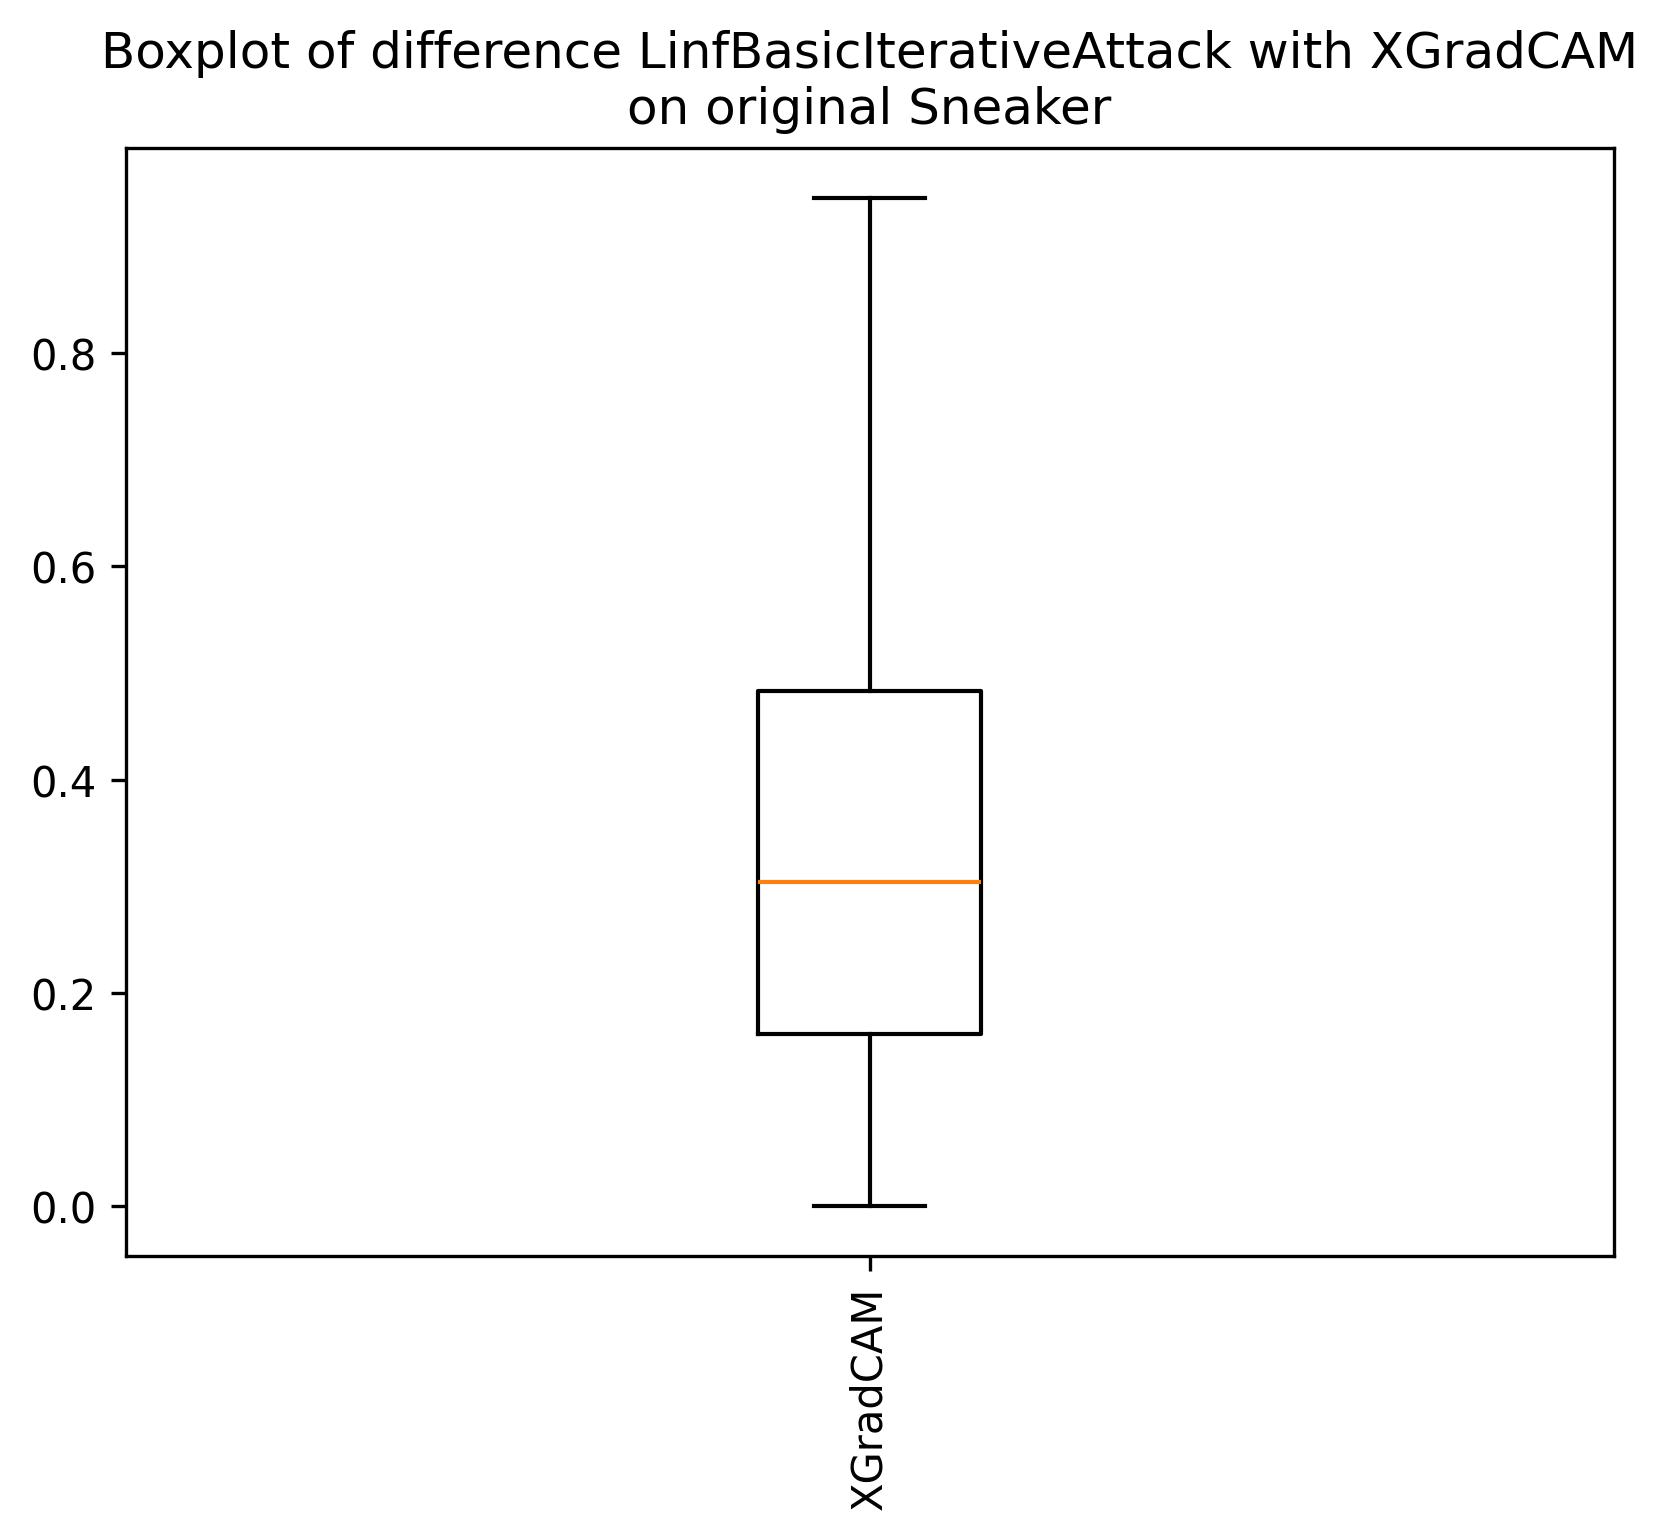 Boxplot of difference LinfBasicIterativeAttack with XGradCAM
on original Sneaker
0.8
0.6
0.4
0.2
0.0
XGradCAM